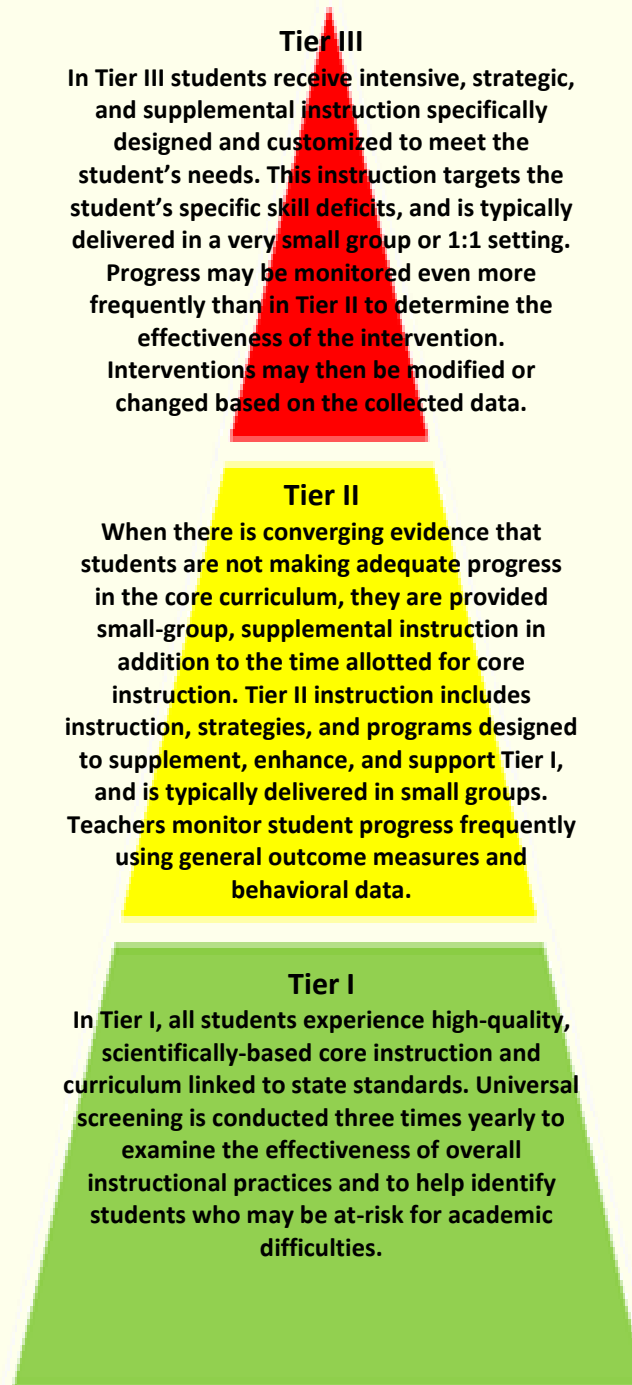 Tier III
In Tier III students receive intensive, strategic,
and supplemental instruction specifically
designed and customized to meet the
student’s needs. This instruction targets the
student’s specific skill deficits, and is typically
delivered in a very small group or 1:1 setting.
Progress may be monitored even more
frequently than in Tier II to determine the
effectiveness of the intervention.
Interventions may then be modified or
changed based on the collected data.
Tier II
When there is converging evidence that
students are not making adequate progress
in the core curriculum, they are provided
small-group, supplemental instruction in
addition to the time allotted for core
instruction. Tier II instruction includes
instruction, strategies, and programs designed
to supplement, enhance, and support Tier I,
and is typically delivered in small groups.
Teachers monitor student progress frequently
using general outcome measures and
behavioral data.
Tier I
In Tier I, all students experience high-quality,
scientifically-based core instruction and
curriculum linked to state standards. Universal
screening is conducted three times yearly to
examine the effectiveness of overall
instructional practices and to help identify
students who may be at-risk for academic
difficulties.